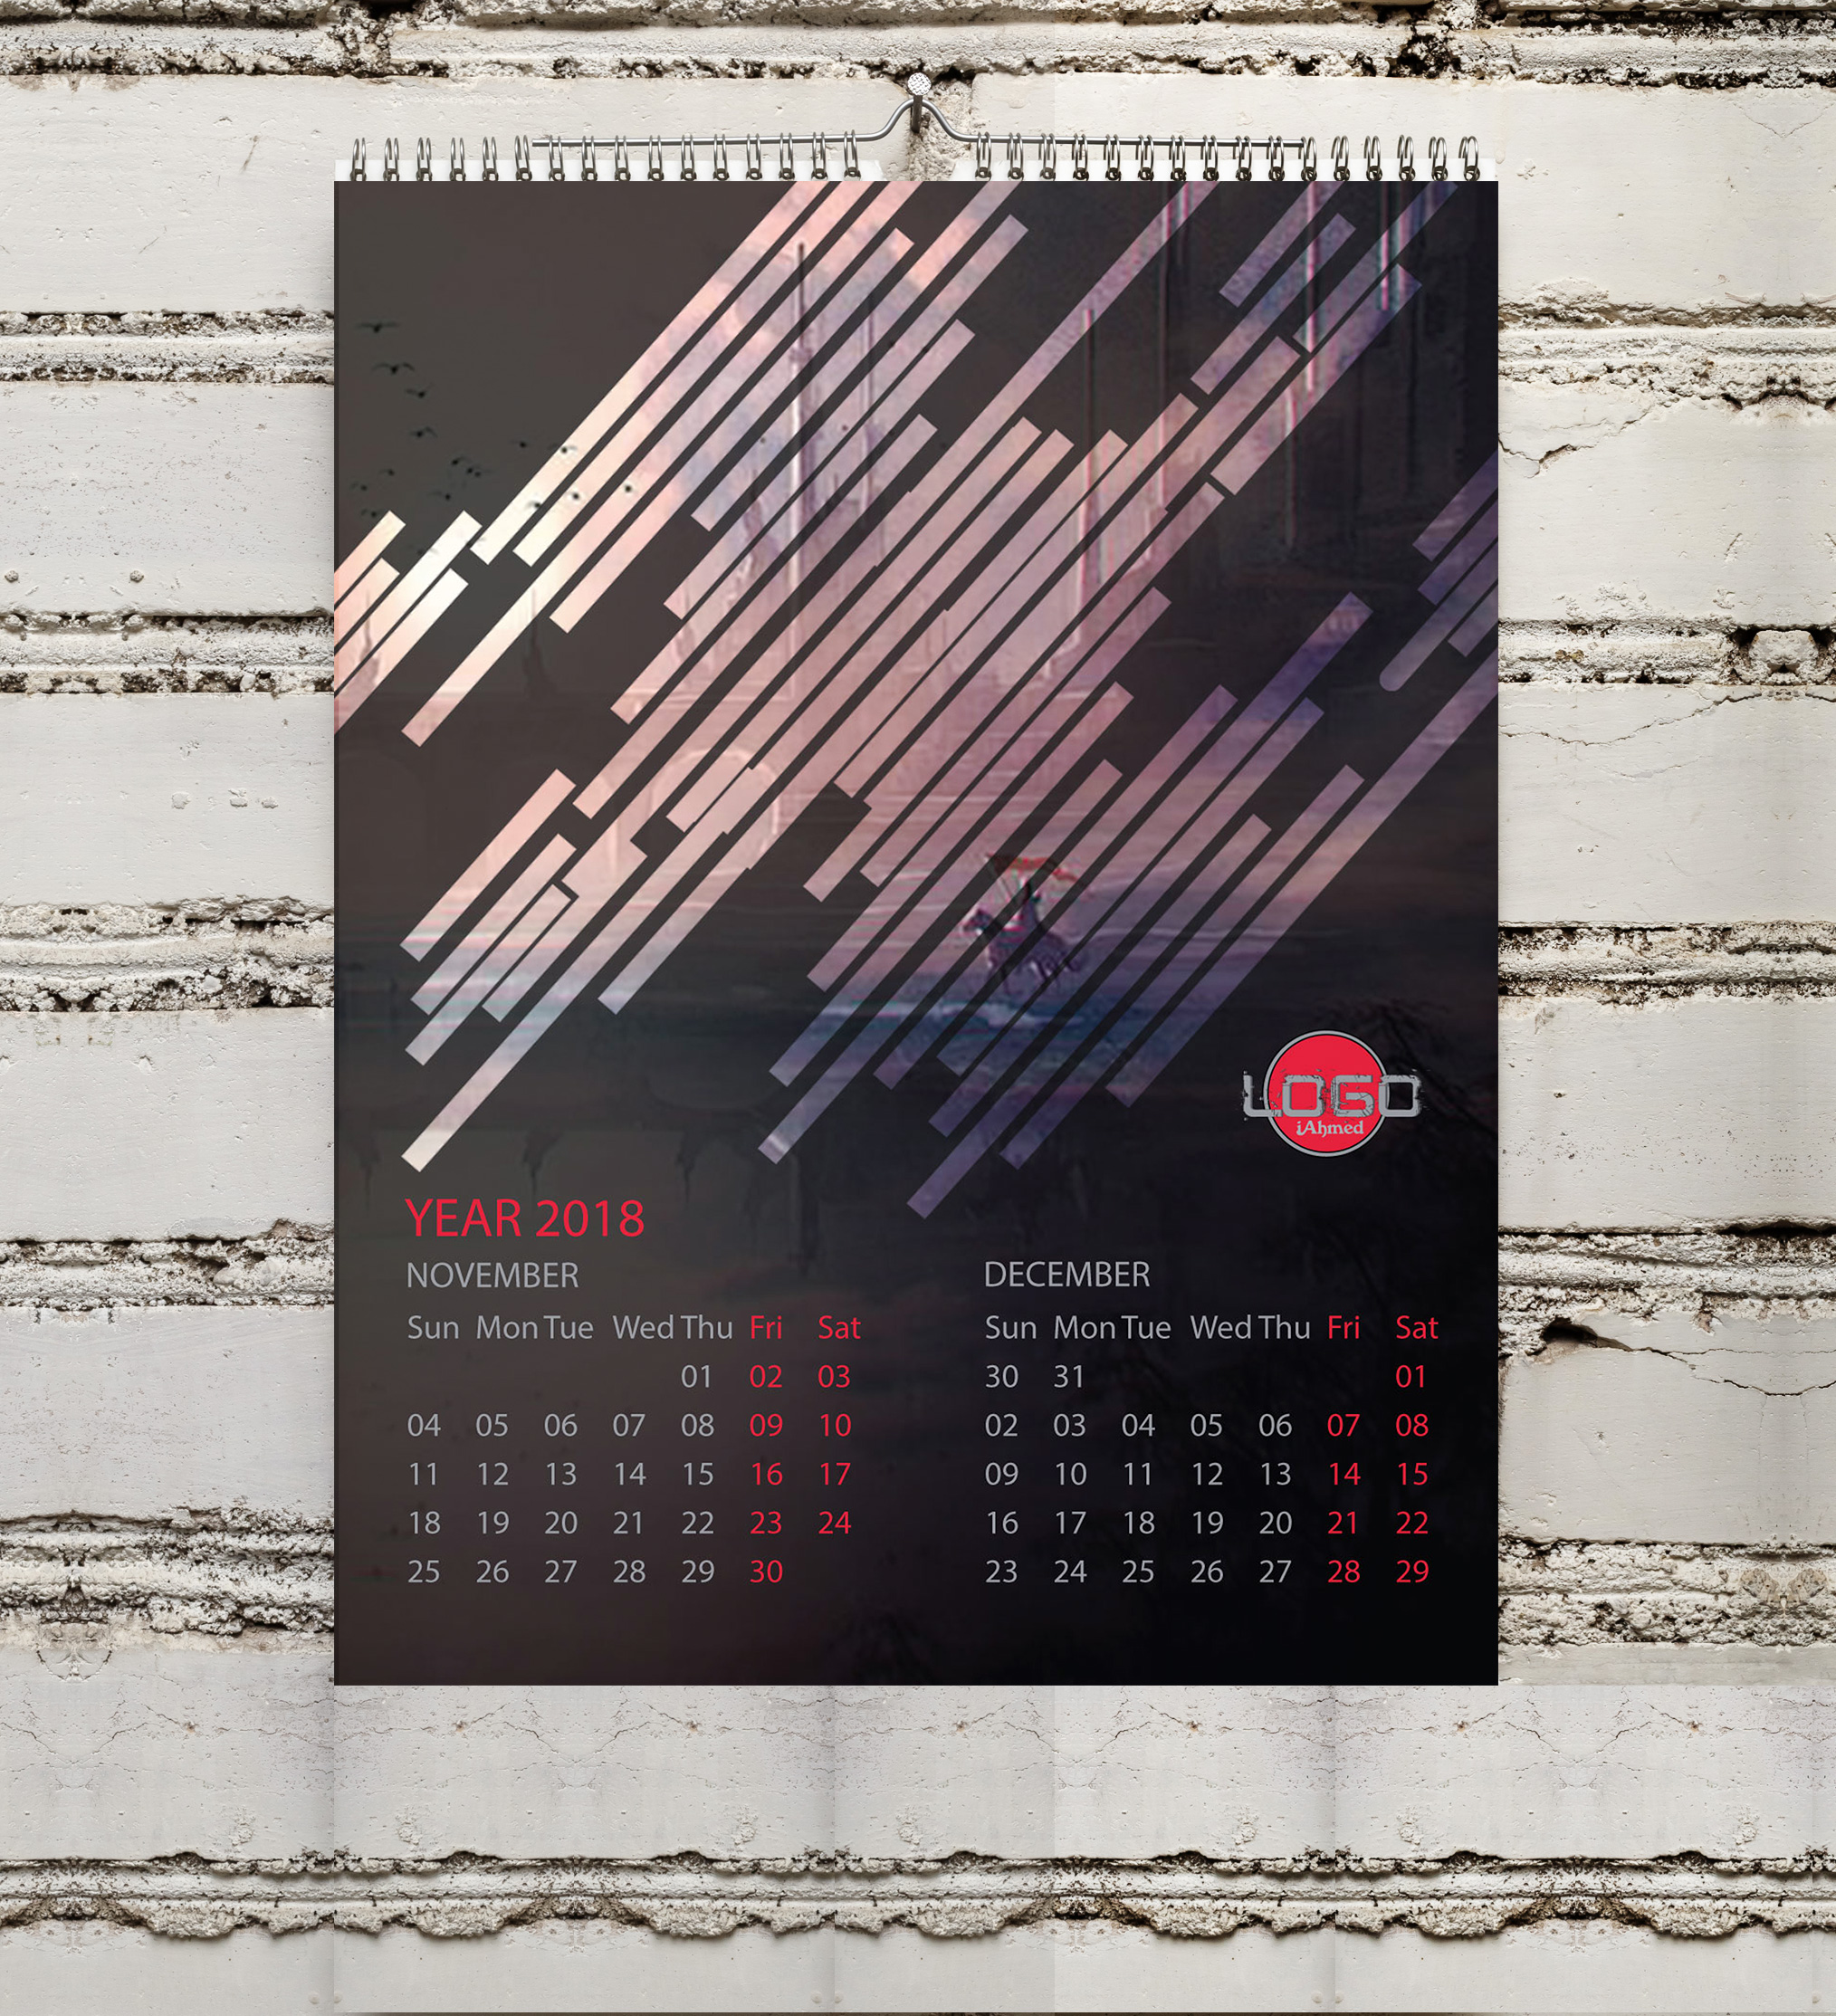 LOGO
iAhmed
YEAR 2018
NOVEMBER
Sun Mon Tue Wed Thu Fri Sat
01 02 03
04 05 06 07 08 09 10
11 12 13 14 15 16 17
18 19 20 21 22 23 24
25 26 27 28 29 30
DECEMBER
Sun Mon Tue Wed Thu Fri Sat
30 31 01
02 03 04 05 06 07 08
09 10 11 12 13 14 15
16 17 18 19 20 21 22
23 24 25 26 27 28 29